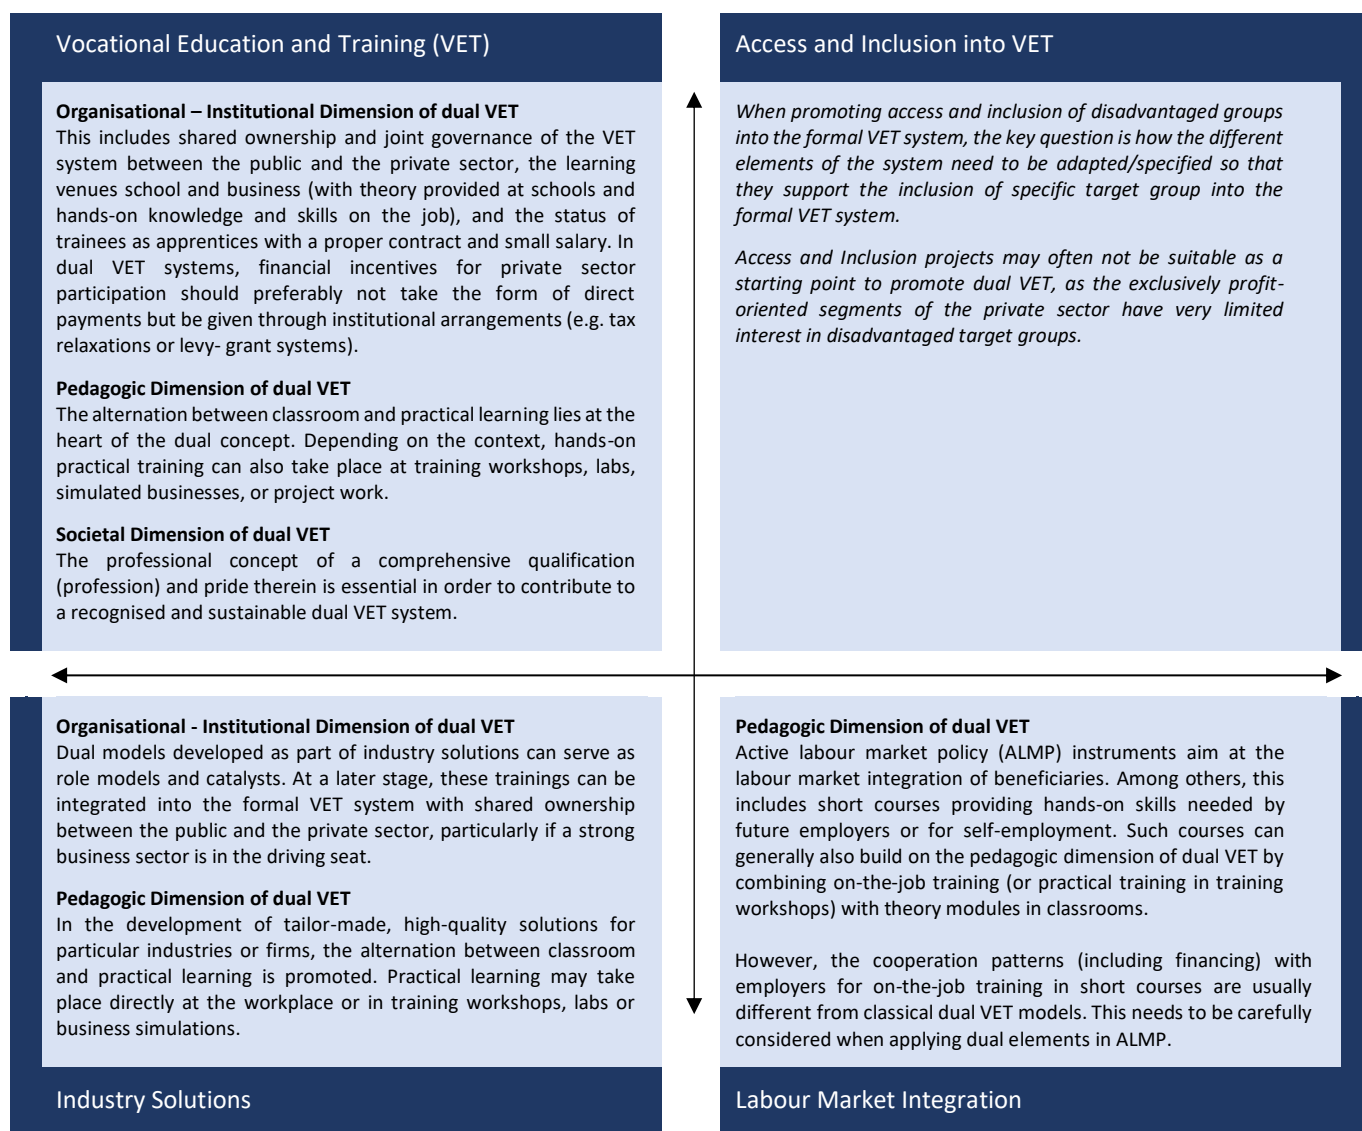 Vocational Education and Training (VET)
Organisational – Institutional Dimension of dual VET
This includes shared ownership and joint governance of the VET
system between the public and the private sector, the learning
venues school and business (with theory provided at schools and
hands-on knowledge and skills on the job), and the status of
trainees as apprentices with a proper contract and small salary. In
dual VET systems, financial incentives for private sector
participation should preferably not take the form of direct
payments but be given through institutional arrangements (e.g. tax
relaxations or levy- grant systems).
Pedagogic Dimension of dual VET
The alternation between classroom and practical learning lies at the
heart of the dual concept. Depending on the context, hands-on
practical training can also take place at training workshops, labs,
simulated businesses, or project work.
Societal Dimension of dual VET
The professional concept of a comprehensive qualification
(profession) and pride therein is essential in order to contribute to
a recognised and sustainable dual VET system.
Access and Inclusion into VET
When promoting access and inclusion of disadvantaged groups
into the formal VET system, the key question is how the different
elements of the system need to be adapted/specified so that
they support the inclusion of specific target group into the
formal VET system.
Access and Inclusion projects may often not be suitable as a
starting point to promote dual VET, as the exclusively profit-
oriented segments of the private sector have very limited
interest in disadvantaged target groups.
Organisational - Institutional Dimension of dual VET
Dual models developed as part of industry solutions can serve as
role models and catalysts. At a later stage, these trainings can be
integrated into the formal VET system with shared ownership
between the public and the private sector, particularly if a strong
business sector is in the driving seat.
Pedagogic Dimension of dual VET
In the development of tailor-made, high-quality solutions for
particular industries or firms, the alternation between classroom
and practical learning is promoted. Practical learning may take
place directly at the workplace or in training workshops, labs or
business simulations.
Industry Solutions
Pedagogic Dimension of dual VET
Active labour market policy (ALMP) instruments aim at the
labour market integration of beneficiaries. Among others, this
includes short courses providing hands-on skills needed by
future employers or for self-employment. Such courses can
generally also build on the pedagogic dimension of dual VET by
combining on-the-job training (or practical training in training
workshops) with theory modules in classrooms.
However, the cooperation patterns (including financing) with
employers for on-the-job training in short courses are usually
different from classical dual VET models. This needs to be carefully
considered when applying dual elements in ALMP.
Labour Market Integration